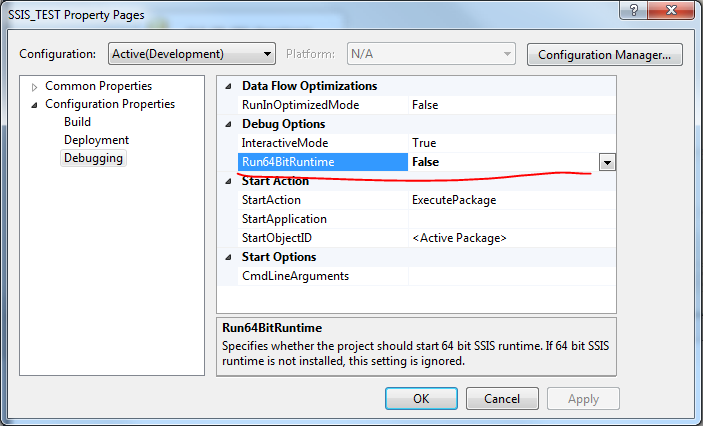 SSIS_TEST Property Pages
Configuration: Active(Development) Platform: N/A Configuration Manager...
Common Properties
Configuration Properties
Build
Deployment
Debugging
Data Flow Optimizations
RunInOptimizedMode False
Debug Options
InteractiveMode True
Run64BitRuntime False
Start Action
StartAction ExecutePackage
StartApplication
StartObjectID <Active Package>
Start Options
CmdLineArguments
Run64BitRuntime
Specifies whether the project should start 64 bit SSIS runtime. If 64 bit SSIS
runtime is not installed, this setting is ignored.
OK Cancel Apply